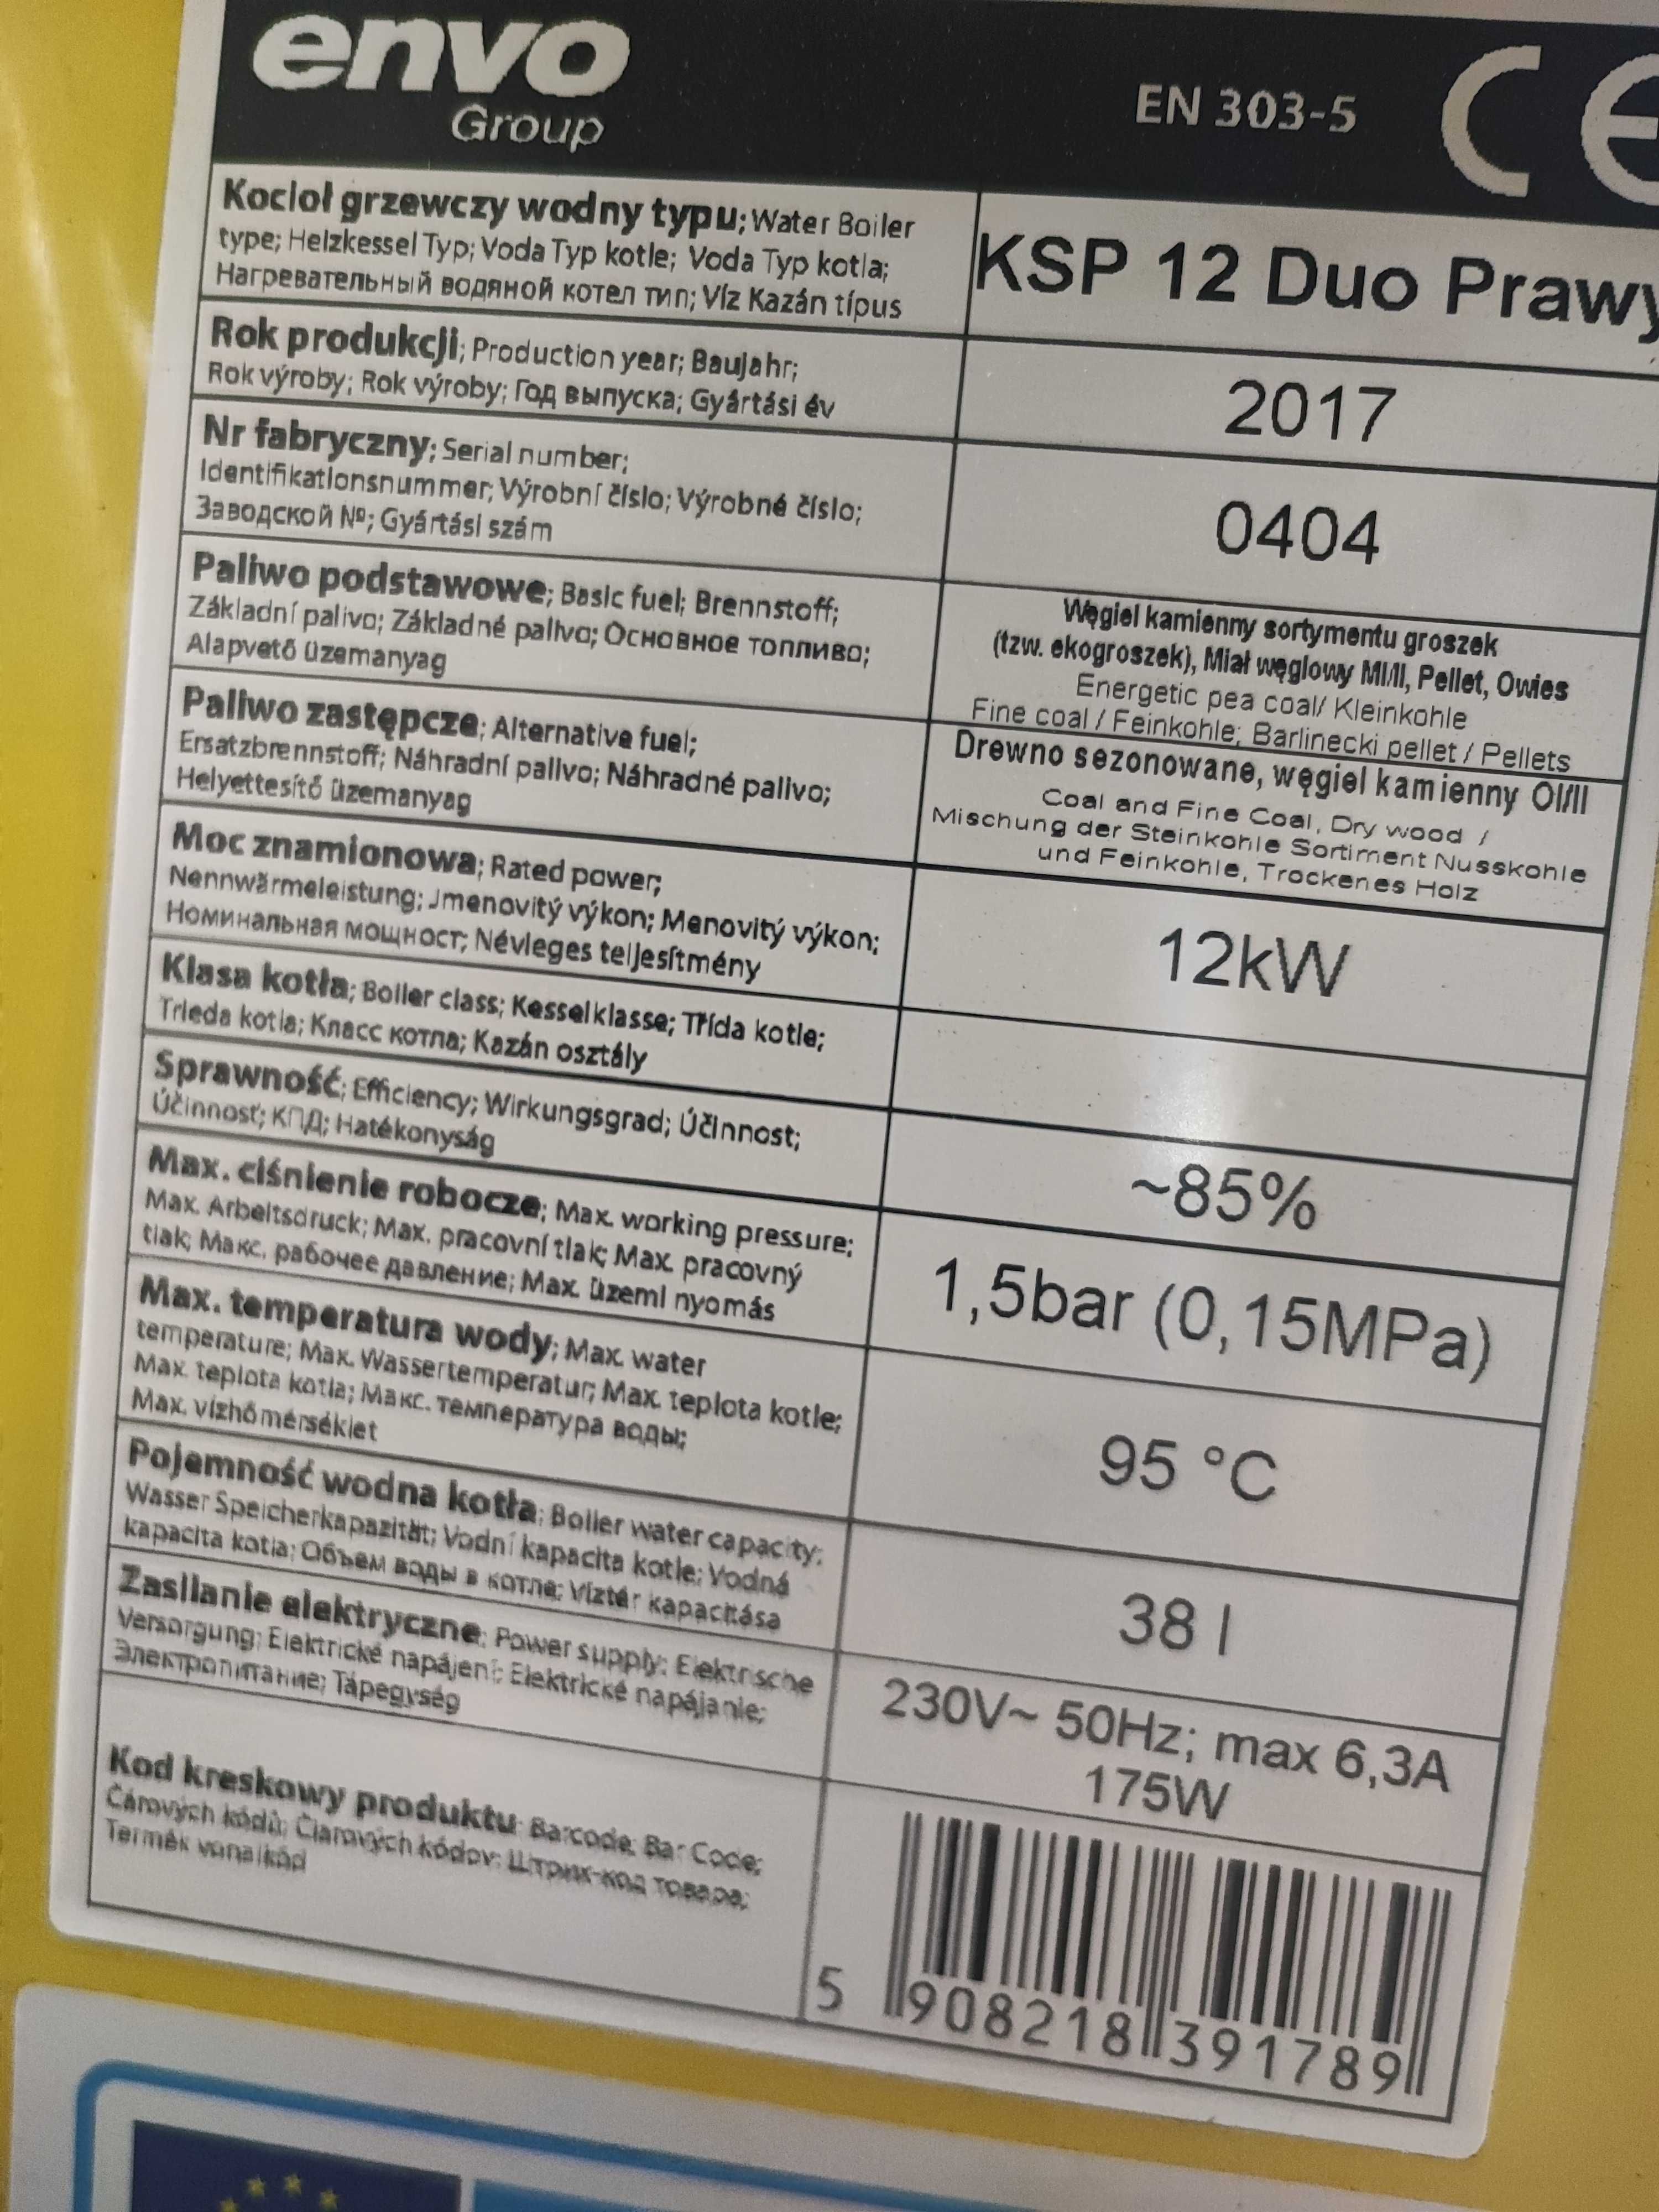 envo
Group
EN 303-5
CE
Kocioł grzewczy wodny typu; Water Boiler
type; Heizkessel Typ; Voda Typ kotle; Voda Typ kotla;
Нагревательный водяной котел тип; Víz Kazán típus
KSP 12 Duo Prawy
Rok produkcji; Production year; Baujahr;
Rok výroby; Rok výroby; Год выпуска; Gyártási év
2017
Nr fabryczny; Serial number;
Identifikationsnummer; Výrobní číslo; Výrobné číslo;
Заводской №; Gyártási szám
0404
Paliwo podstawowe; Basic fuel; Brennstoff;
Základní palivo; Základné palivo; Основное топливо;
Alapvető üzemanyag
Węgiel kamienny sortymentu groszek
(tzw. ekogroszek), Miał węglowy MI/II, Pellet, Owies
Energetic pea coal/ Kleinkohle
Fine coal / Feinkohle; Barlinecki pellet / Pellets
Paliwo zastępcze; Alternative fuel;
Ersatzbrennstoff; Náhradní palivo; Náhradné palivo;
Helyettesítő üzemanyag
Drewno sezonowane, węgiel kamienny OI/II
Coal and Fine Coal, Dry wood /
Mischung der Steinkohle Sortiment Nusskohle
und Feinkohle, Trockenes Holz
Moc znamionowa; Rated power;
Nennwärmeleistung; Jmenovitý výkon; Menovitý výkon;
Номинальная мощност; Névleges teljesítmény
12kW
Klasa kotła; Boiler class; Kesselklasse; Třída kotle;
Trieda kotla; Класс котла; Kazán osztály
Sprawność; Efficiency; Wirkungsgrad; Účinnost;
Účinnosť; КПД; Hatékonyság
~85%
Max. ciśnienie robocze; Max. working pressure;
Max. Arbeitsdruck; Max. pracovní tlak; Max. pracovný
tlak; Макс. рабочее давление; Max. üzemi nyomás
1,5bar (0,15MPa)
Max. temperatura wody; Max. water
temperature; Max. Wassertemperatur; Max. teplota kotle;
Max. teplota kotla; Макс. температура воды;
Max. vízhőmérséklet
95 °C
Pojemność wodna kotła; Boiler water capacity;
Wasser Speicherkapazität; Vodní kapacita kotle; Vodná
kapacita kotla; Объем воды в котле; Víztér kapacitása
38 l
Zasilanie elektryczne; Power supply; Elektrische
Versorgung; Elektrické napájení; Elektrické napájanie;
Электропитание; Tápegység
230V~ 50Hz; max 6,3A
175W
Kod kreskowy produktu; Barcode; Bar Code;
Čárových kódů; Čiarových kódov; Штрих-код товара;
Termék vonalkód
5 908218 391789